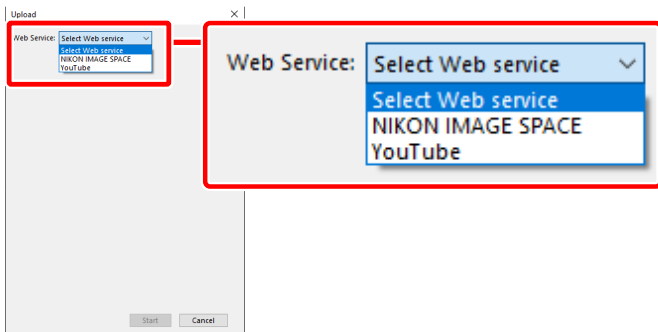 Upload
Web Service: Select Web service
Select Web service
NIKON IMAGE SPACE
YouTube
Web Service: Select Web service
Select Web service
NIKON IMAGE SPACE
YouTube
Start Cancel